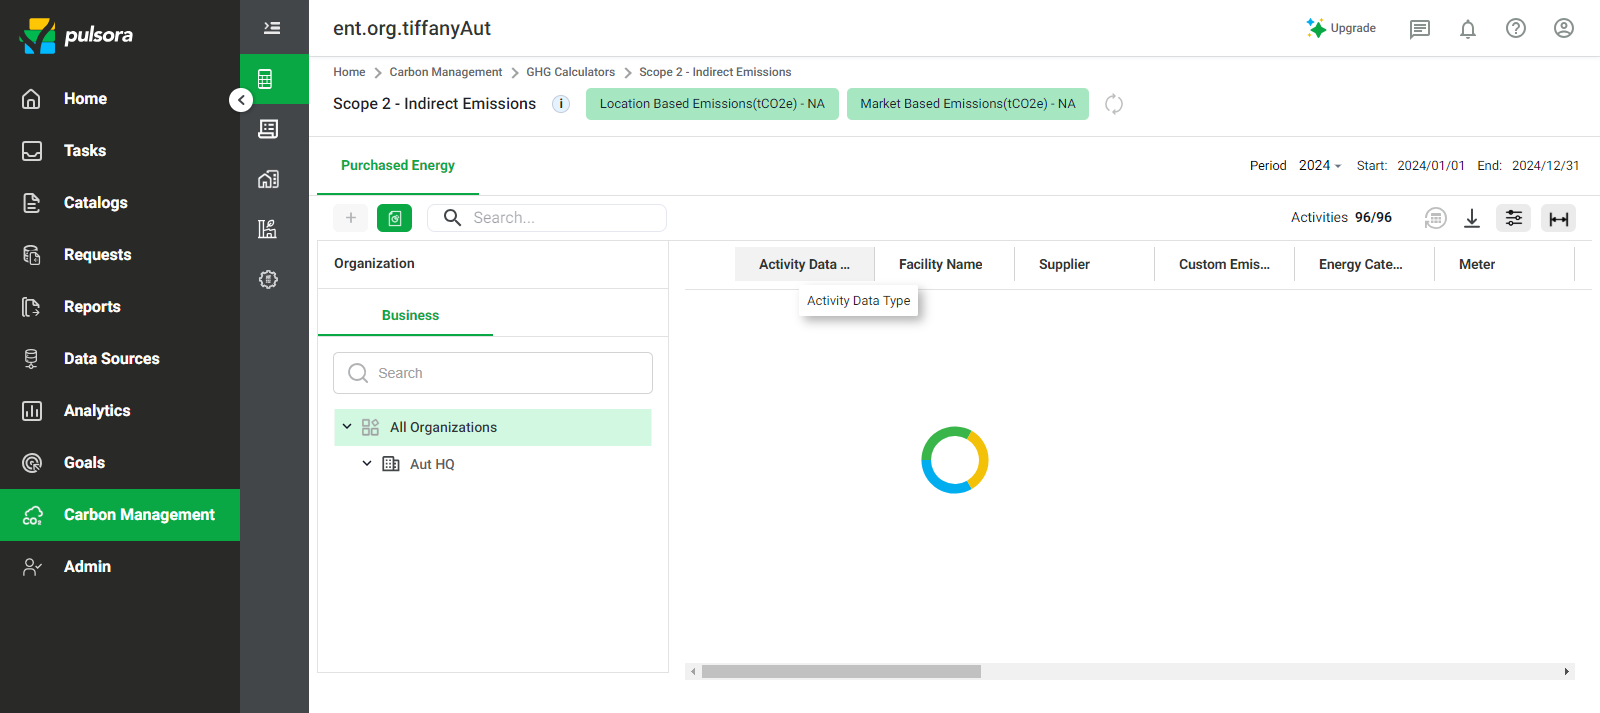 pulsora
Home
Tasks
Catalogs
Requests
Reports
Data Sources
Analytics
Goals
Carbon Management
Admin
ent.org.tiffanyAut
Upgrade
Home > Carbon Management > GHG Calculators > Scope 2 - Indirect Emissions
Scope 2 - Indirect Emissions i Location Based Emissions(tCO2e) - NA Market Based Emissions(tCO2e) - NA
Purchased Energy
Period 2024 Start: 2024/01/01 End: 2024/12/31
+ Search...
Activities 96/96
Organization
Business
Search
All Organizations
Aut HQ
Activity Data ... Facility Name Supplier Custom Emis... Energy Cate... Meter
Activity Data Type